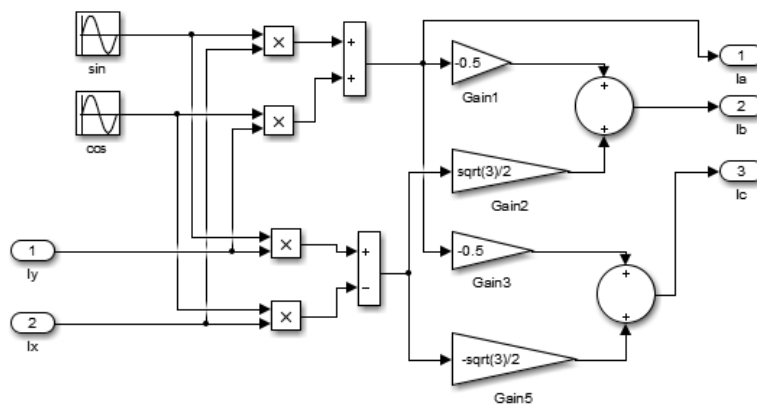 sin
×
+
+
-0.5
Gain1
1
Ia
cos
×
+
+
2
Ib
sqrt(3)/2
Gain2
3
Ic
1
Iy
×
+
−
-0.5
Gain3
+
+
2
Ix
×
-sqrt(3)/2
Gain5